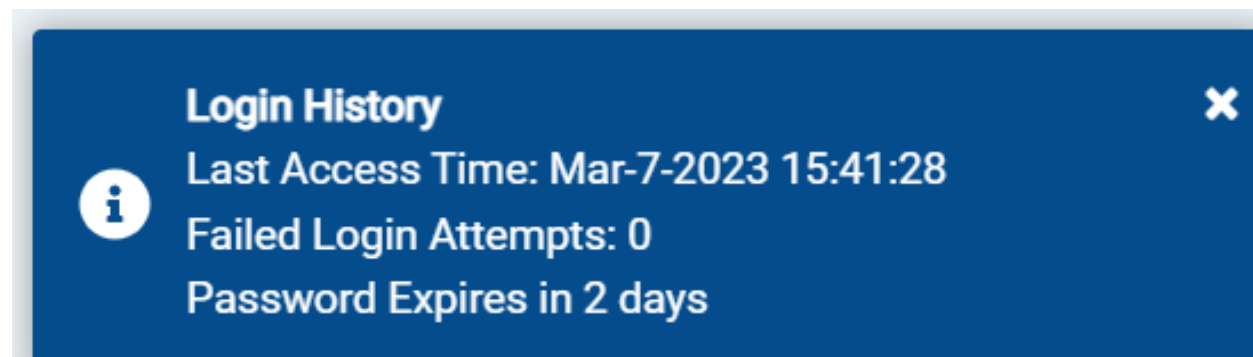 Login History
Last Access Time: Mar-7-2023 15:41:28
Failed Login Attempts: 0
Password Expires in 2 days